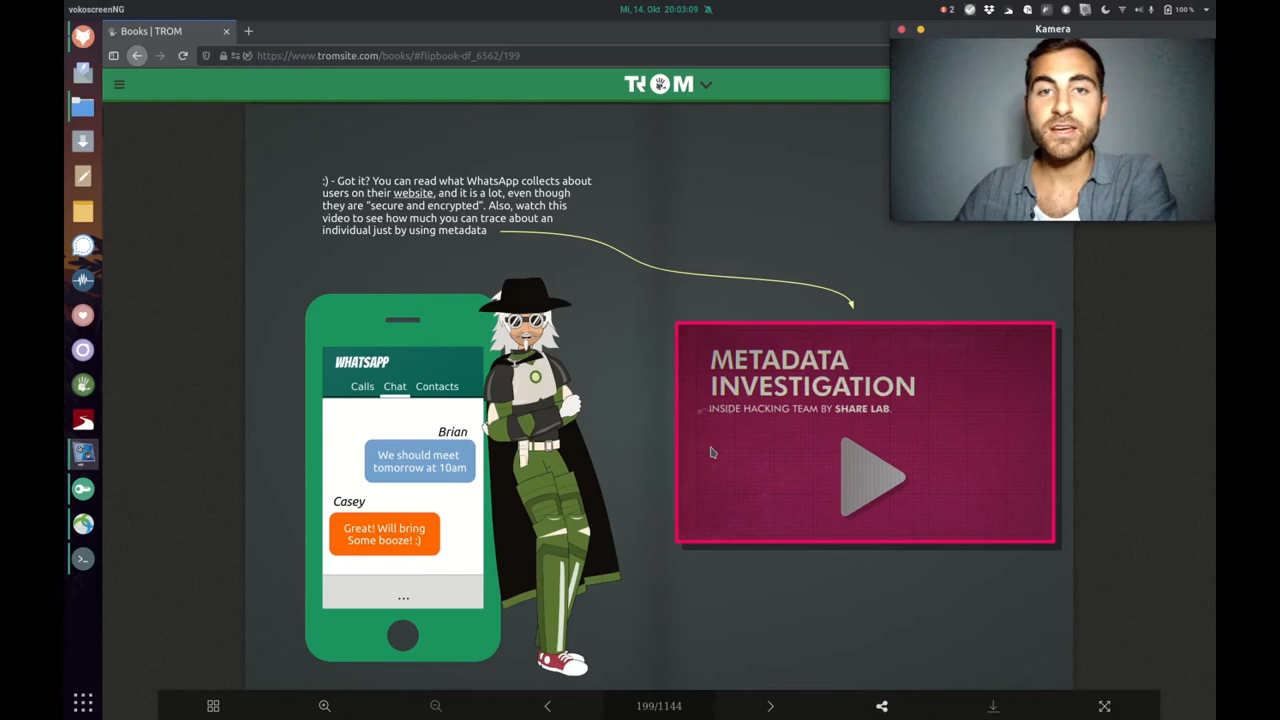 vokoscreenNG
Mi, 14. Okt 20:03:09
2
100 %
Books | TROM
https://www.tromsite.com/books/#flipbook-df_6562/199
Kamera
TROM
:) - Got it? You can read what WhatsApp collects about
users on their website, and it is a lot, even though
they are “secure and encrypted”. Also, watch this
video to see how much you can trace about an
individual just by using metadata
WHATSAPP
Calls Chat Contacts
Brian
We should meet
tomorrow at 10am
Casey
Great! Will bring
Some booze! :)
...
METADATA
INVESTIGATION
INSIDE HACKING TEAM BY SHARE LAB.
199/1144